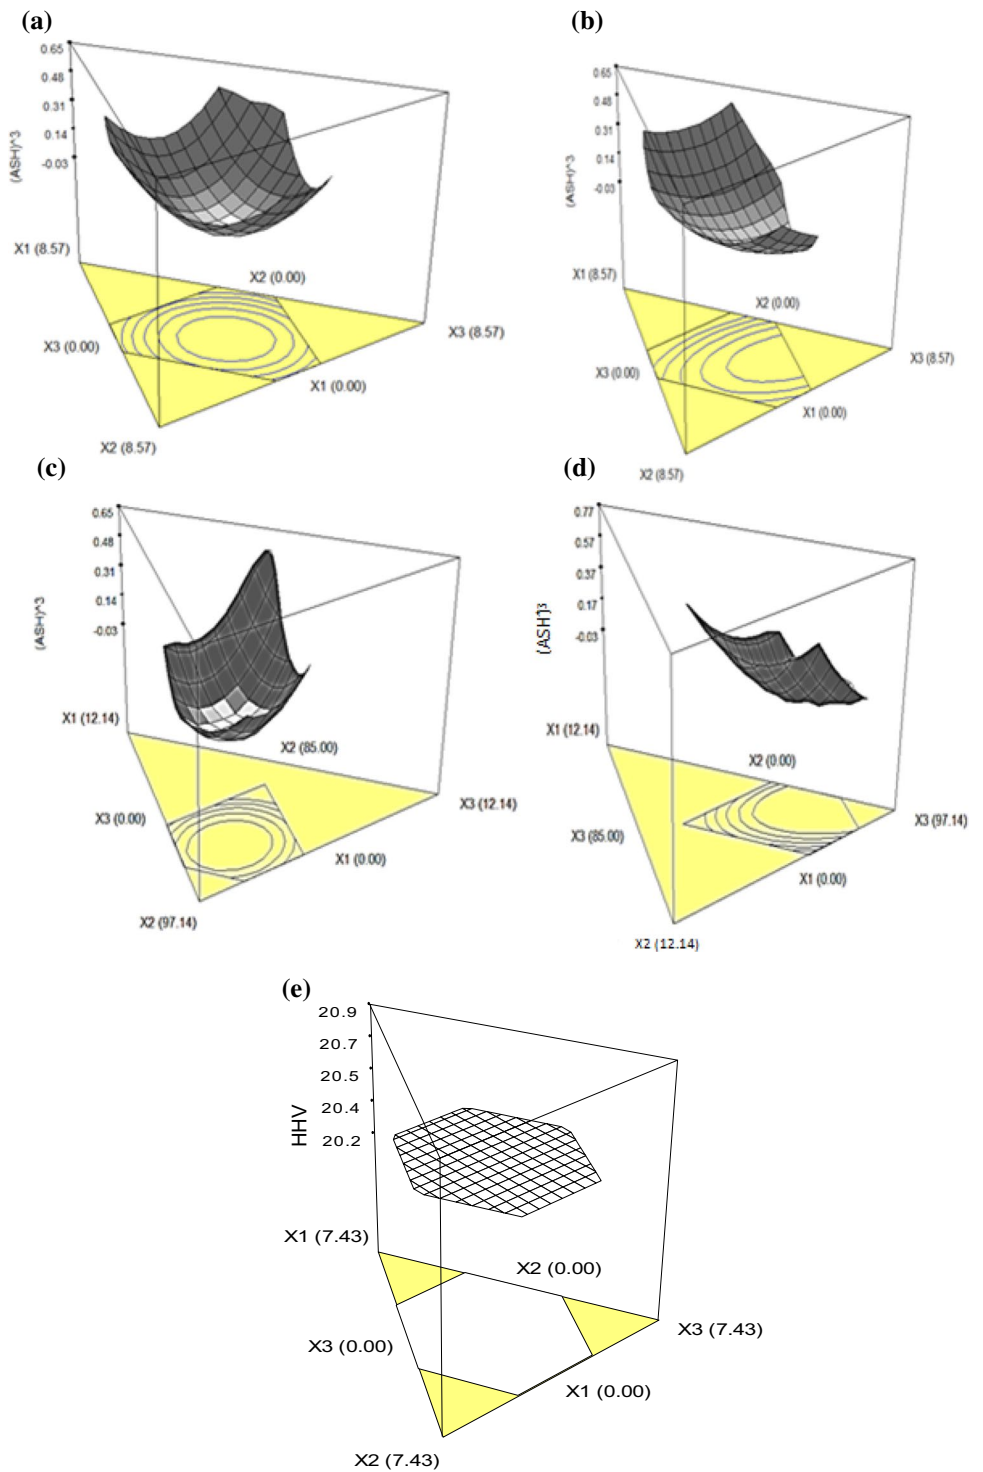 (a)
0.65
0.48
0.31
0.14
-0.03
(ASH)^3
X1 (8.57)
X2 (0.00)
X3 (0.00)
X3 (8.57)
X1 (0.00)
X2 (8.57)
(b)
0.65
0.48
0.31
0.14
-0.03
(ASH)^3
X1 (8.57)
X2 (0.00)
X3 (0.00)
X3 (8.57)
X1 (0.00)
X2 (8.57)
(c)
0.65
0.48
0.31
0.14
-0.03
(ASH)^3
X1 (12.14)
X2 (85.00)
X3 (0.00)
X3 (12.14)
X1 (0.00)
X2 (97.14)
(d)
0.77
0.57
0.37
0.17
-0.03
(ASH)³
X1 (12.14)
X2 (0.00)
X3 (85.00)
X3 (97.14)
X1 (0.00)
X2 (12.14)
(e)
20.9
20.7
20.5
20.4
20.2
HHV
X1 (7.43)
X2 (0.00)
X3 (0.00)
X3 (7.43)
X1 (0.00)
X2 (7.43)